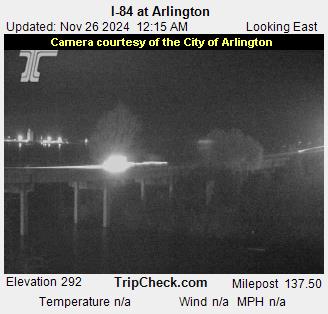 I-84 at Arlington
Updated: Nov 26 2024 12:15 AM Looking East
Camera courtesy of the City of Arlington
Elevation 292 TripCheck.com Milepost 137.50
Temperature n/a Wind n/a MPH n/a